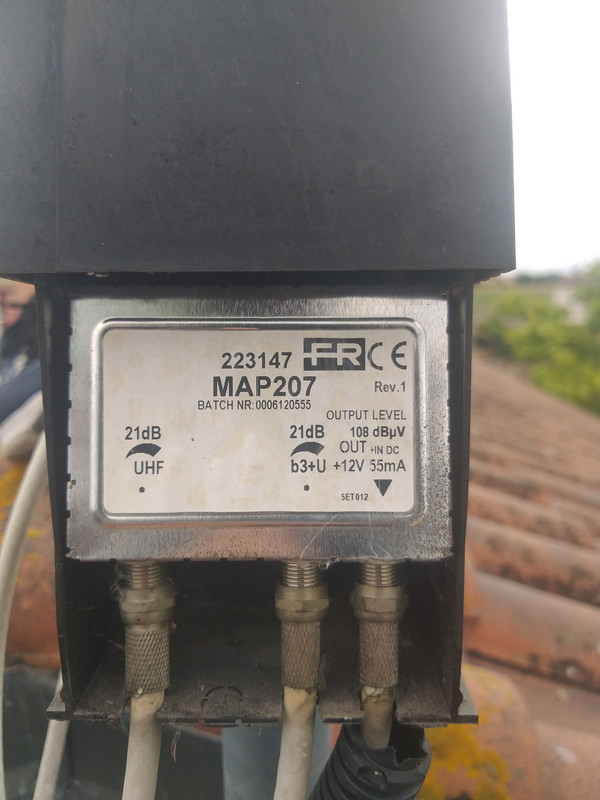 223147 FR CE
MAP207 Rev.1
BATCH NR: 0006120555
OUTPUT LEVEL
21dB 21dB 108 dBµV
OUT +IN DC
UHF b3+U +12V 55mA
SET012